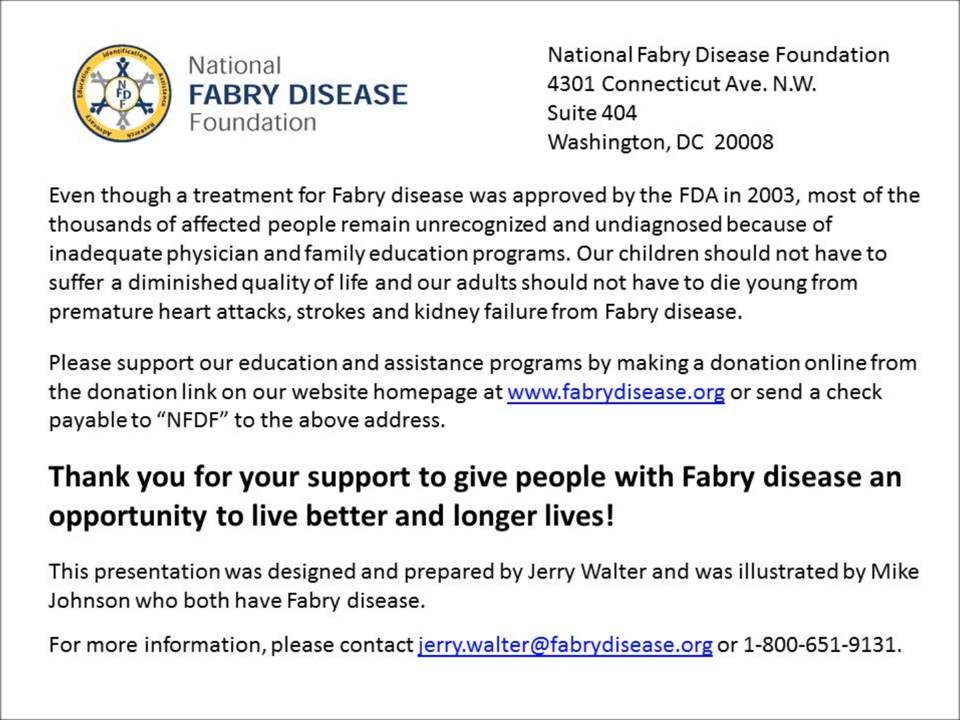 Identification
Education
Assistance
Advocacy
Research
NFDF
National
FABRY DISEASE
Foundation
National Fabry Disease Foundation
4301 Connecticut Ave. N.W.
Suite 404
Washington, DC 20008
Even though a treatment for Fabry disease was approved by the FDA in 2003, most of the
thousands of affected people remain unrecognized and undiagnosed because of
inadequate physician and family education programs. Our children should not have to
suffer a diminished quality of life and our adults should not have to die young from
premature heart attacks, strokes and kidney failure from Fabry disease.
Please support our education and assistance programs by making a donation online from
the donation link on our website homepage at www.fabrydisease.org or send a check
payable to “NFDF” to the above address.
Thank you for your support to give people with Fabry disease an
opportunity to live better and longer lives!
This presentation was designed and prepared by Jerry Walter and was illustrated by Mike
Johnson who both have Fabry disease.
For more information, please contact jerry.walter@fabrydisease.org or 1-800-651-9131.